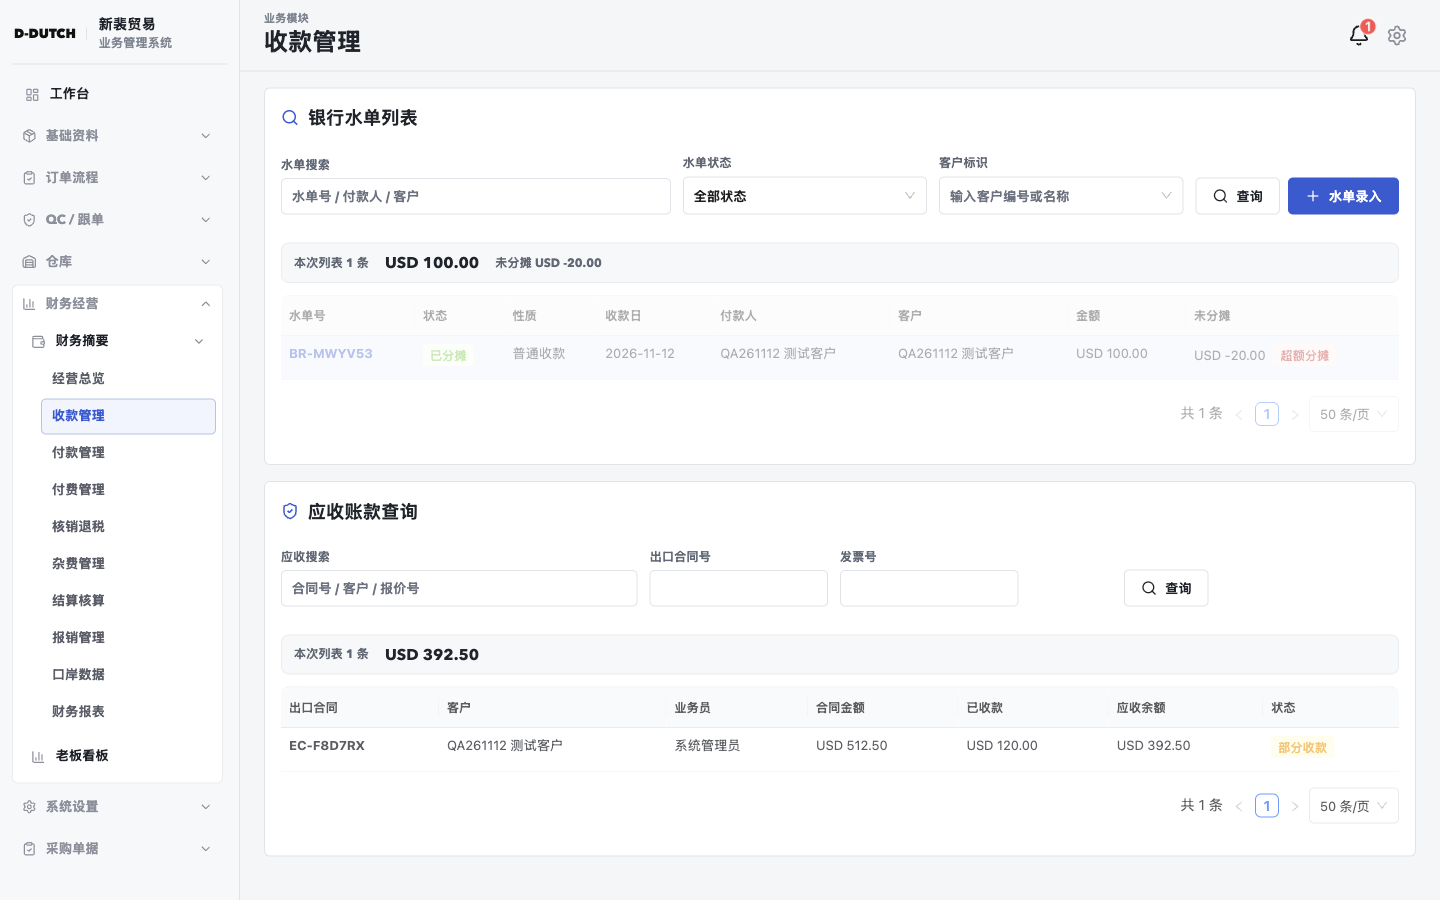 D-DUTCH
新裴贸易
业务管理系统
工作台
基础资料
订单流程
QC / 跟单
仓库
财务经营
财务摘要
经营总览
收款管理
付款管理
付费管理
核销退税
杂费管理
结算核算
报销管理
口岸数据
财务报表
老板看板
系统设置
采购单据
业务模块
收款管理
1
银行水单列表
水单搜索
水单状态
客户标识
水单号 / 付款人 / 客户
全部状态
输入客户编号或名称
查询
水单录入
本次列表 1 条 USD 100.00 未分摊 USD -20.00
水单号 状态 性质 收款日 付款人 客户 金额 未分摊
BR-MWYV53 已分摊 普通收款 2026-11-12 QA261112 测试客户 QA261112 测试客户 USD 100.00 USD -20.00 超额分摊
共 1 条 1 50 条/页
应收账款查询
应收搜索 出口合同号 发票号
合同号 / 客户 / 报价号
查询
本次列表 1 条 USD 392.50
出口合同 客户 业务员 合同金额 已收款 应收余额 状态
EC-F8D7RX QA261112 测试客户 系统管理员 USD 512.50 USD 120.00 USD 392.50 部分收款
共 1 条 1 50 条/页